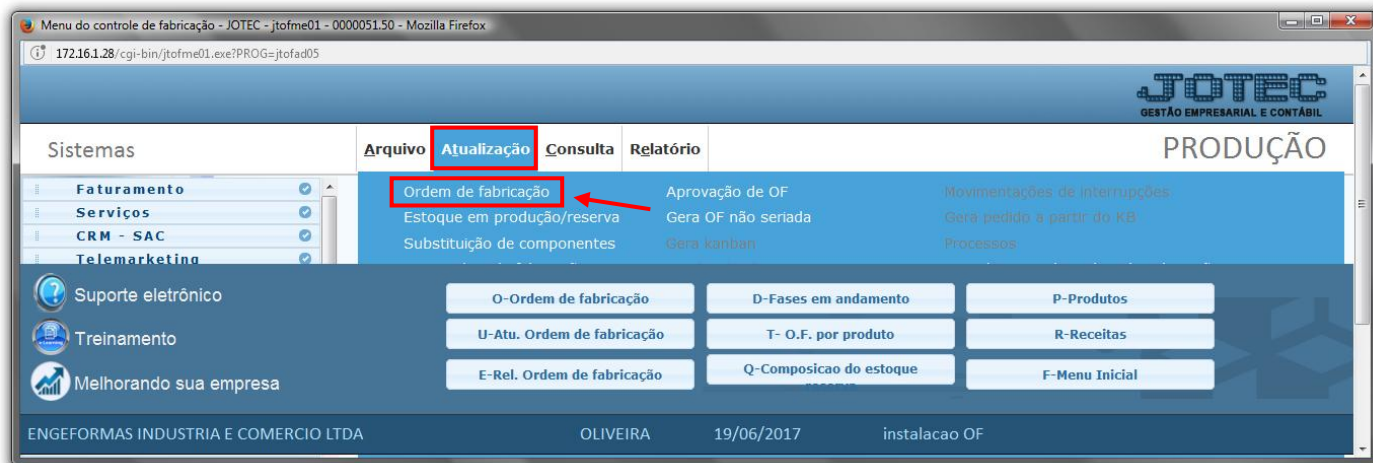 Menu do controle de fabricação - JOTEC - jtofme01 - 0000051.50 - Mozilla Firefox
172.16.1.28/cgi-bin/jtofme01.exe?PROG=jtofad05
JOTEC
GESTÃO EMPRESARIAL E CONTÁBIL
Sistemas
Arquivo Atualização Consulta Relatório
PRODUÇÃO
Faturamento
Serviços
CRM - SAC
Telemarketing
Ordem de fabricação Aprovação de OF Movimentações de interrupções
Estoque em produção/reserva Gera OF não seriada Gera pedido a partir do KB
Substituição de componentes Gera kanban Processos
Suporte eletrônico
Treinamento
Melhorando sua empresa
O-Ordem de fabricação D-Fases em andamento P-Produtos
U-Atu. Ordem de fabricação T- O.F. por produto R-Receitas
E-Rel. Ordem de fabricação Q-Composicao do estoque F-Menu Inicial
ENGEFORMAS INDUSTRIA E COMERCIO LTDA OLIVEIRA 19/06/2017 instalacao OF